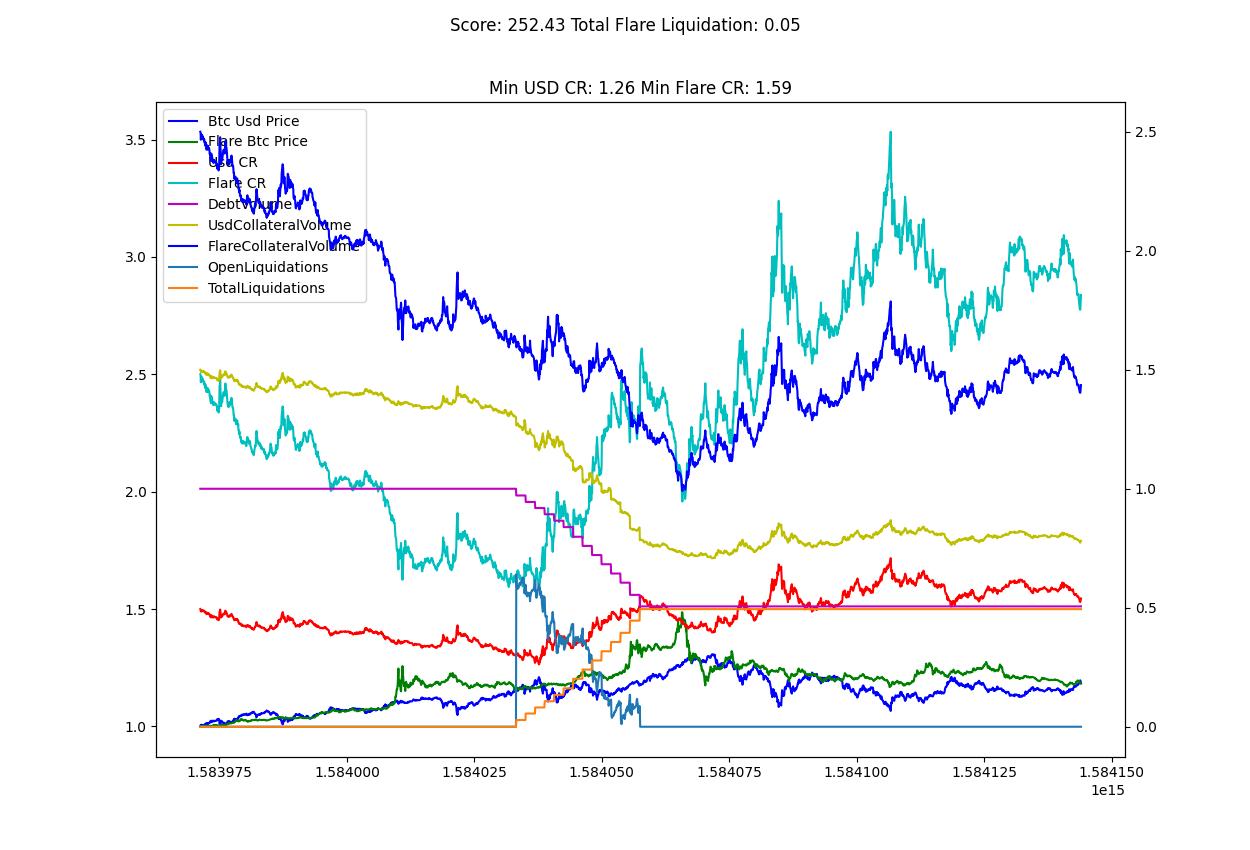 Score: 252.43 Total Flare Liquidation: 0.05
Min USD CR: 1.26 Min Flare CR: 1.59
Btc Usd Price
Flare Btc Price
Usd CR
Flare CR
DebtVolume
UsdCollateralVolume
FlareCollateralVolume
OpenLiquidations
TotalLiquidations
3.5
3.0
2.5
2.0
1.5
1.0
2.5
2.0
1.5
1.0
0.5
0.0
1.583975 1.584000 1.584025 1.584050 1.584075 1.584100 1.584125 1.584150
1e15